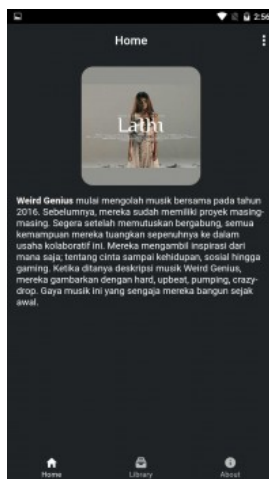 2:56
Home
Lathi
Weird Genius mulai mengolah musik bersama pada tahun
2016. Sebelumnya, mereka sudah memiliki proyek masing-
masing. Segera setelah memutuskan bergabung, semua
kemampuan mereka tuangkan sepenuhnya ke dalam
usaha kolaboratif ini. Mereka mengambil inspirasi dari
mana saja; tentang cinta sampai kehidupan, sosial hingga
gaming. Ketika ditanya deskripsi musik Weird Genius,
mereka gambarkan dengan hard, upbeat, pumping, crazy-
drop. Gaya musik ini yang sengaja mereka bangun sejak
awal.
Home Library About